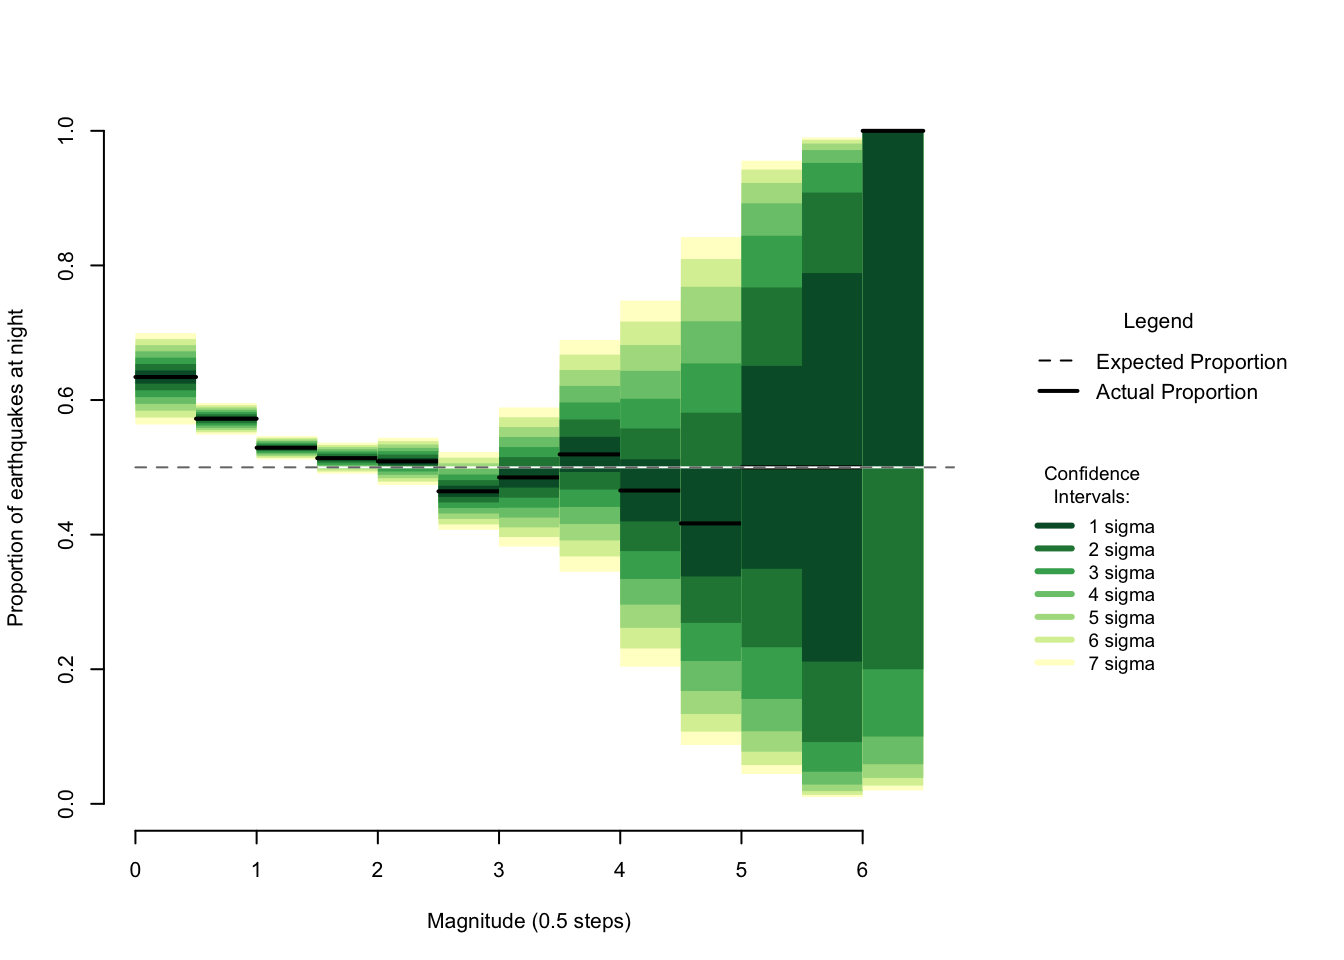 1.0
0.8
0.6
0.4
0.2
0.0
Proportion of earthquakes at night
0 1 2 3 4 5 6
Magnitude (0.5 steps)
Legend
Expected Proportion
Actual Proportion
Confidence
Intervals:
1 sigma
2 sigma
3 sigma
4 sigma
5 sigma
6 sigma
7 sigma